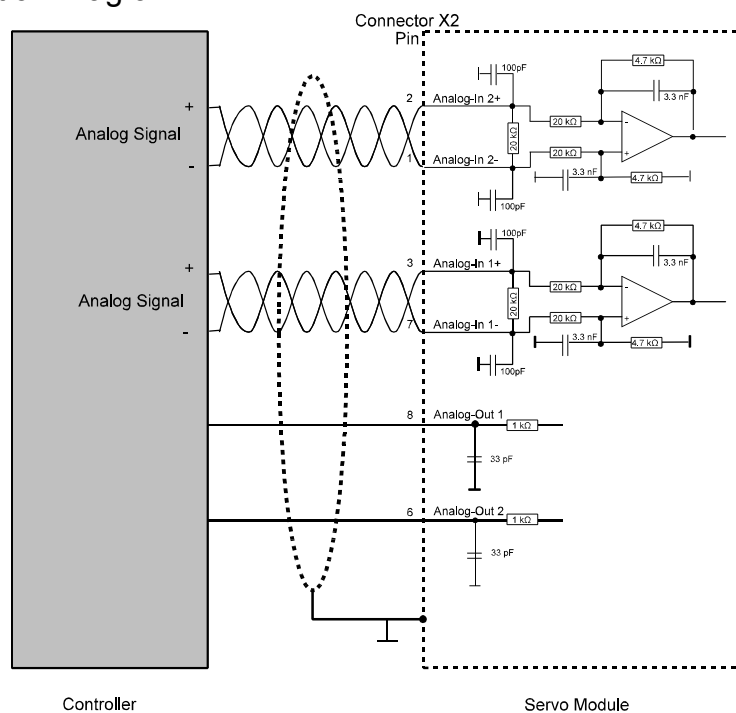 Connector X2
Pin
Analog Signal
+
-
2
1
Analog-In 2+
Analog-In 2-
100pF
20 kΩ
100pF
20 kΩ
20 kΩ
4.7 kΩ
3.3 nF
-
+
3.3 nF
4.7 kΩ
Analog Signal
+
-
3
7
Analog-In 1+
Analog-In 1-
100pF
20 kΩ
100pF
20 kΩ
20 kΩ
4.7 kΩ
3.3 nF
-
+
3.3 nF
4.7 kΩ
8
Analog-Out 1
1 kΩ
33 pF
6
Analog-Out 2
1 kΩ
33 pF
Controller
Servo Module